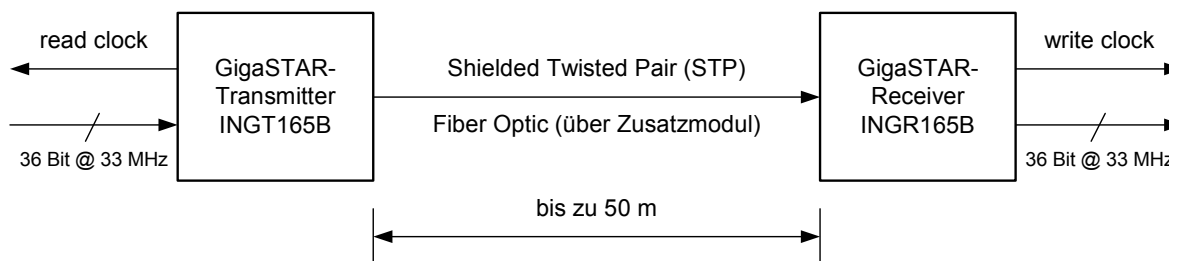 read clock
36 Bit @ 33 MHz
GigaSTAR-
Transmitter
INGT165B
Shielded Twisted Pair (STP)
Fiber Optic (über Zusatzmodul)
bis zu 50 m
GigaSTAR-
Receiver
INGR165B
write clock
36 Bit @ 33 MHz